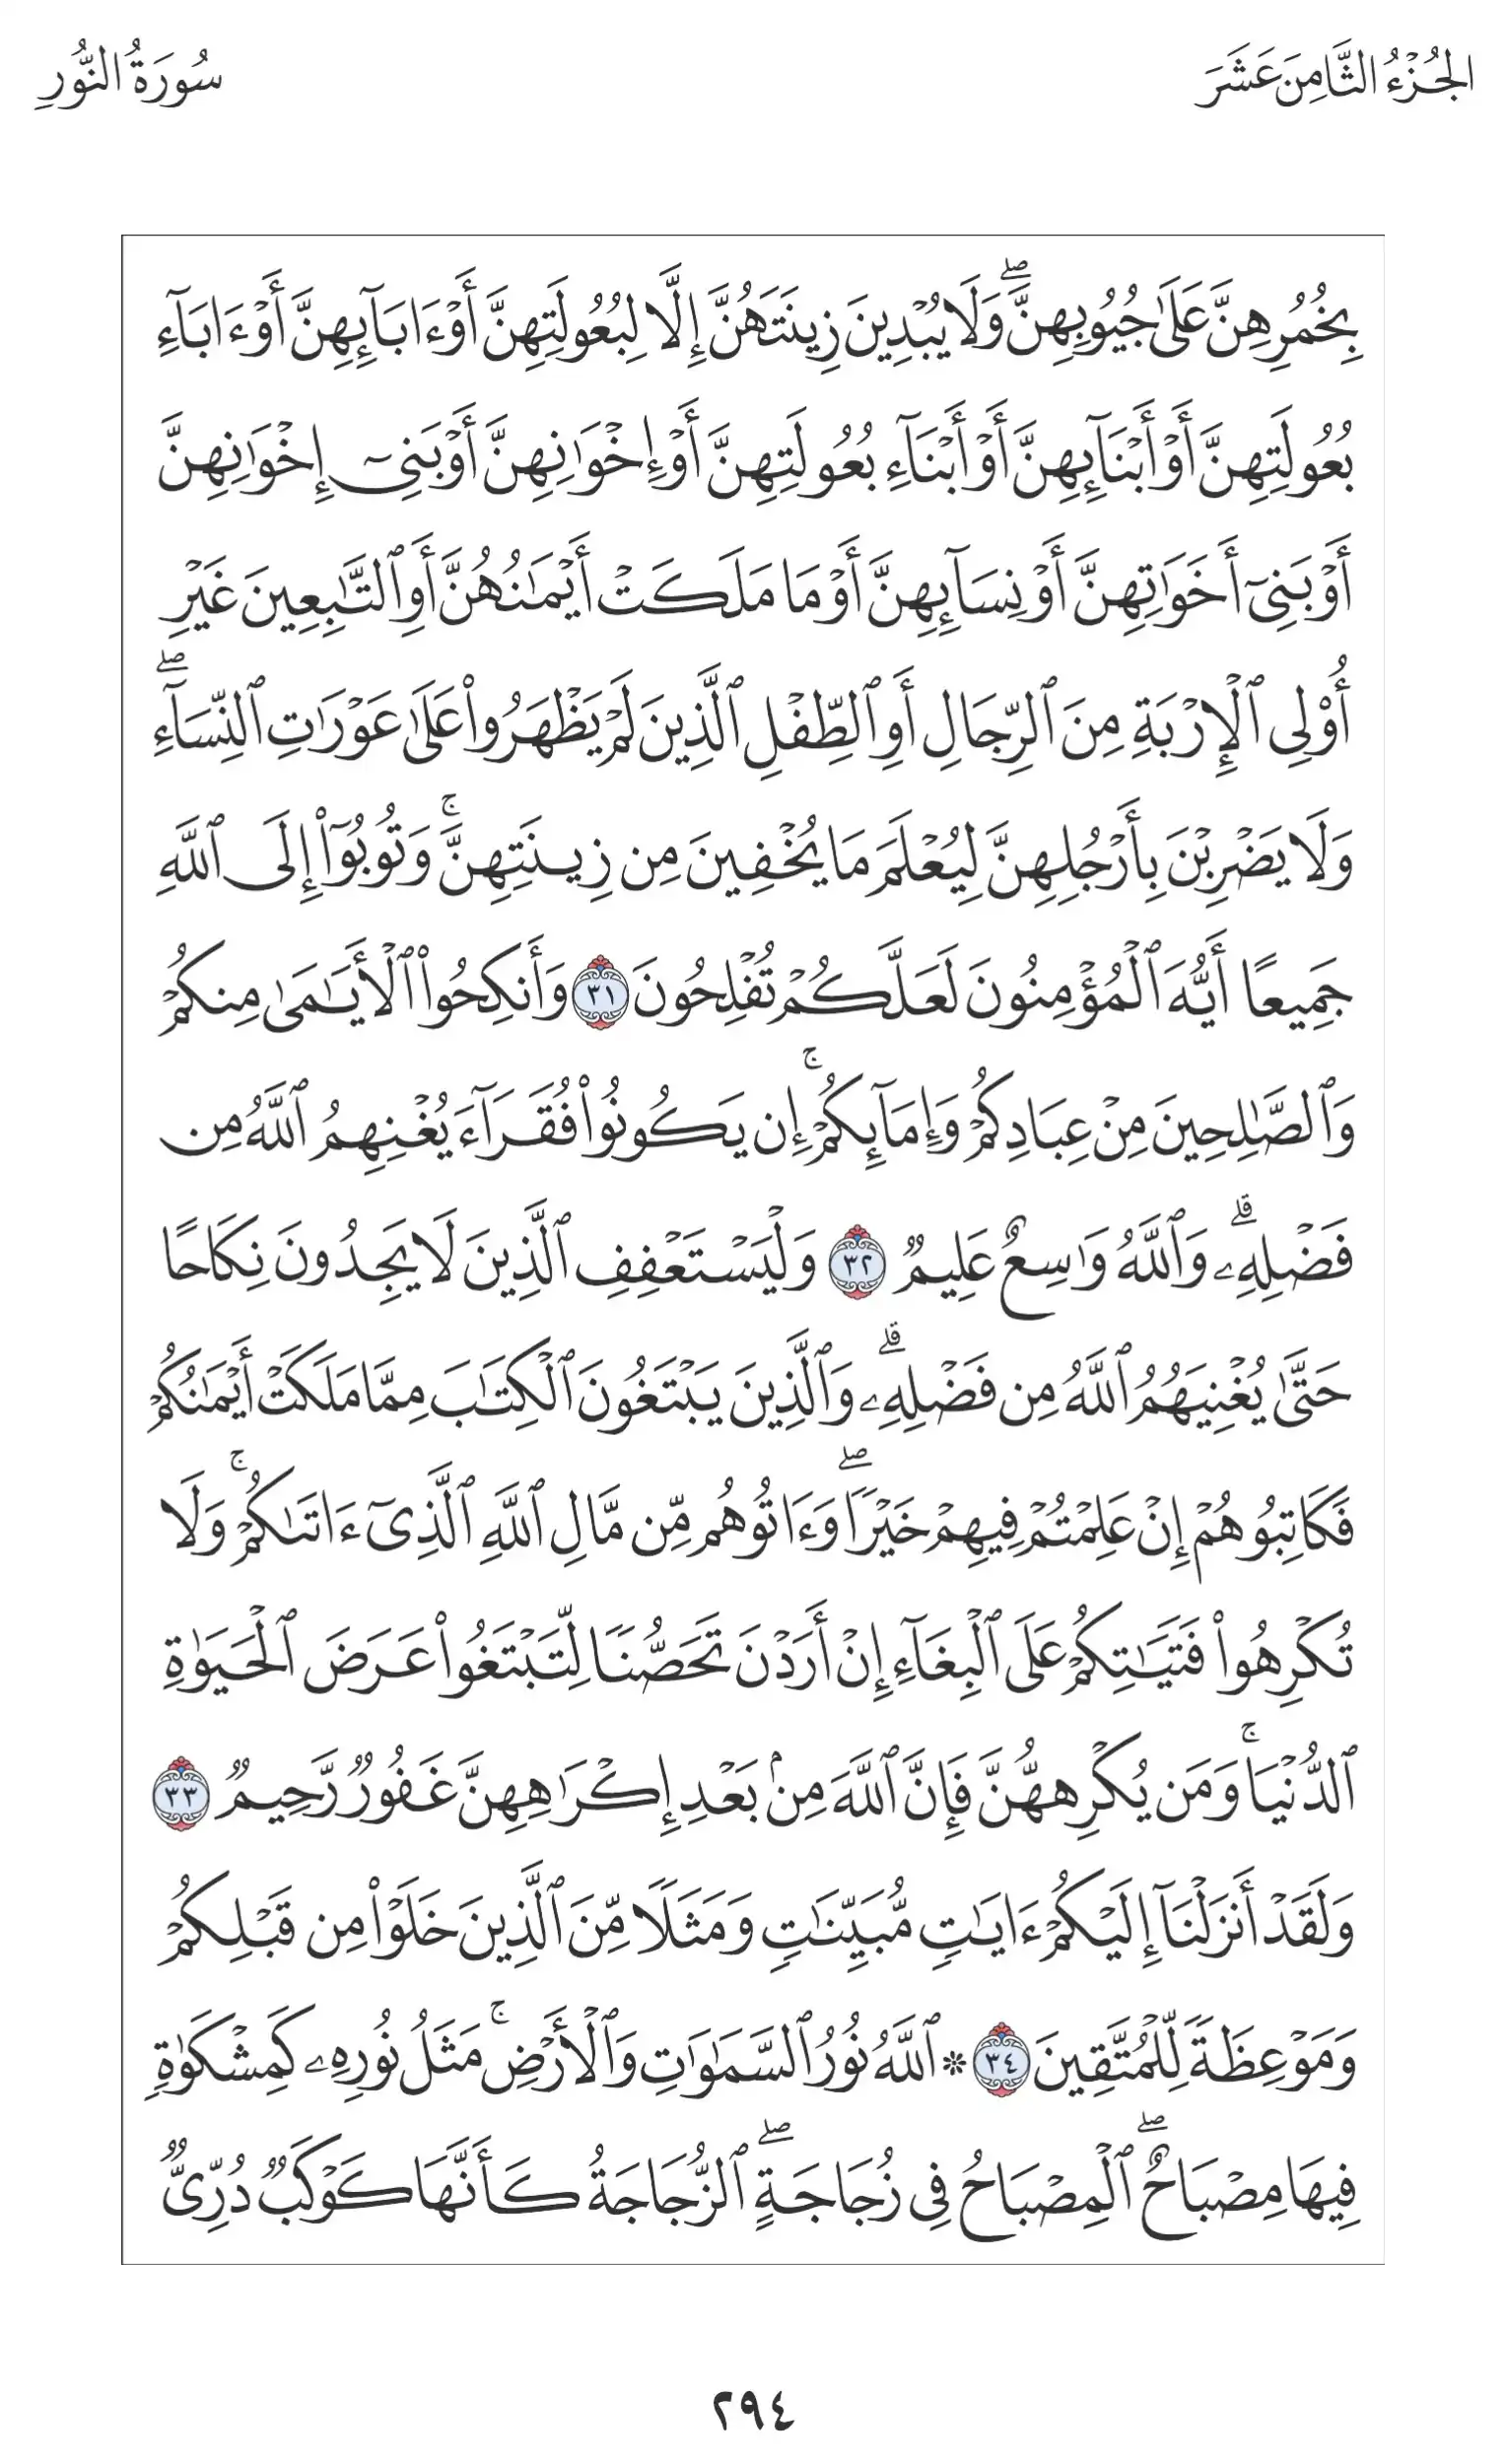 الجُزْءُ الثَّامِنَ عَشَرَ
سُورَةُ النُّورِ
بِخُمُرِهِنَّ عَلَىٰ جُيُوبِهِنَّۖ وَلَا يُبْدِينَ زِينَتَهُنَّ إِلَّا لِبُعُولَتِهِنَّ أَوْ ءَابَآئِهِنَّ أَوْ ءَابَآءِ
بُعُولَتِهِنَّ أَوْ أَبْنَآئِهِنَّ أَوْ أَبْنَآءِ بُعُولَتِهِنَّ أَوْ إِخْوَٰنِهِنَّ أَوْ بَنِىٓ إِخْوَٰنِهِنَّ
أَوْ بَنِىٓ أَخَوَٰتِهِنَّ أَوْ نِسَآئِهِنَّ أَوْ مَا مَلَكَتْ أَيْمَـٰنُهُنَّ أَوِ ٱلتَّـٰبِعِينَ غَيْرِ
أُو۟لِى ٱلْإِرْبَةِ مِنَ ٱلرِّجَالِ أَوِ ٱلطِّفْلِ ٱلَّذِينَ لَمْ يَظْهَرُوا۟ عَلَىٰ عَوْرَٰتِ ٱلنِّسَآءِۖ
وَلَا يَضْرِبْنَ بِأَرْجُلِهِنَّ لِيُعْلَمَ مَا يُخْفِينَ مِن زِينَتِهِنَّۚ وَتُوبُوٓا۟ إِلَى ٱللَّهِ
جَمِيعًا أَيُّهَ ٱلْمُؤْمِنُونَ لَعَلَّكُمْ تُفْلِحُونَ ٣١ وَأَنكِحُوا۟ ٱلْأَيَـٰمَىٰ مِنكُمْ
وَٱلصَّـٰلِحِينَ مِنْ عِبَادِكُمْ وَإِمَآئِكُمْۚ إِن يَكُونُوا۟ فُقَرَآءَ يُغْنِهِمُ ٱللَّهُ مِن
فَضْلِهِۦۗ وَٱللَّهُ وَٰسِعٌ عَلِيمٌ ٣٢ وَلْيَسْتَعْفِفِ ٱلَّذِينَ لَا يَجِدُونَ نِكَاحًا
حَتَّىٰ يُغْنِيَهُمُ ٱللَّهُ مِن فَضْلِهِۦۗ وَٱلَّذِينَ يَبْتَغُونَ ٱلْكِتَـٰبَ مِمَّا مَلَكَتْ أَيْمَـٰنُكُمْ
فَكَاتِبُوهُمْ إِنْ عَلِمْتُمْ فِيهِمْ خَيْرًاۖ وَءَاتُوهُم مِّن مَّالِ ٱللَّهِ ٱلَّذِىٓ ءَاتَىٰكُمْۚ وَلَا
تُكْرِهُوا۟ فَتَيَـٰتِكُمْ عَلَى ٱلْبِغَآءِ إِنْ أَرَدْنَ تَحَصُّنًا لِّتَبْتَغُوا۟ عَرَضَ ٱلْحَيَوٰةِ
ٱلدُّنْيَاۚ وَمَن يُكْرِههُّنَّ فَإِنَّ ٱللَّهَ مِنۢ بَعْدِ إِكْرَٰهِهِنَّ غَفُورٌ رَّحِيمٌ ٣٣
وَلَقَدْ أَنزَلْنَآ إِلَيْكُمْ ءَايَـٰتٍ مُّبَيِّنَـٰتٍ وَمَثَلًا مِّنَ ٱلَّذِينَ خَلَوْا۟ مِن قَبْلِكُمْ
وَمَوْعِظَةً لِّلْمُتَّقِينَ ٣٤ * ٱللَّهُ نُورُ ٱلسَّمَـٰوَٰتِ وَٱلْأَرْضِۚ مَثَلُ نُورِهِۦ كَمِشْكَوٰةٍ
فِيهَا مِصْبَاحٌۖ ٱلْمِصْبَاحُ فِى زُجَاجَةٍۖ ٱلزُّجَاجَةُ كَأَنَّهَا كَوْكَبٌ دُرِّىٌّ
٢٩٤